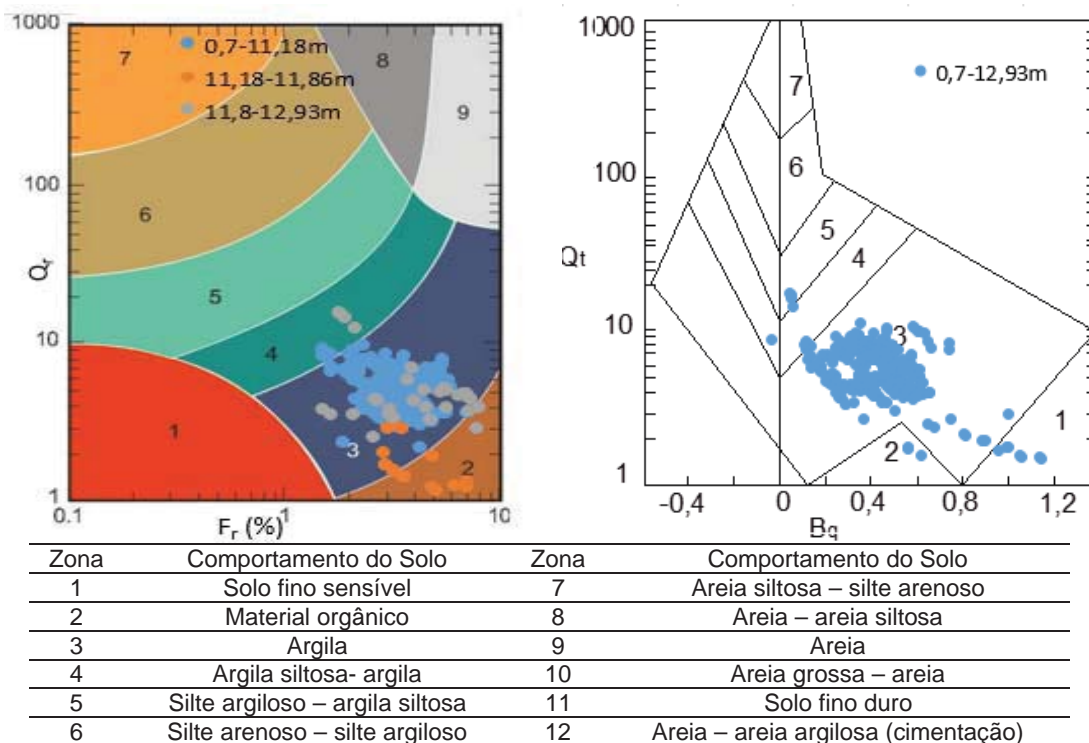 1000
100
10
1
Q_r
0.1
1
10
F_r (%)
7
8
9
6
5
4
1
3
2
0,7-11,18m
11,18-11,86m
11,8-12,93m
1000
100
10
1
Qt
-0,4
0
0,4
0,8
1,2
Bq
7
6
5
4
3
2
1
0,7-12,93m
Zona Comportamento do Solo Zona Comportamento do Solo
1 Solo fino sensível 7 Areia siltosa – silte arenoso
2 Material orgânico 8 Areia – areia siltosa
3 Argila 9 Areia
4 Argila siltosa- argila 10 Areia grossa – areia
5 Silte argiloso – argila siltosa 11 Solo fino duro
6 Silte arenoso – silte argiloso 12 Areia – areia argilosa (cimentação)